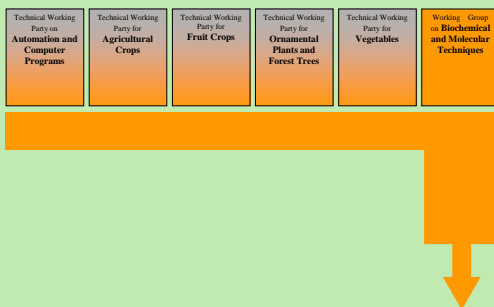 Technical Working
Party on
Automation and
Computer
Programs
Technical Working
Party for
Agricultural
Crops
Technical Working
Party for
Fruit Crops
Technical Working
Party for
Ornamental
Plants and
Forest Trees
Technical Working
Party for
Vegetables
Working Group
on Biochemical
and Molecular
Techniques